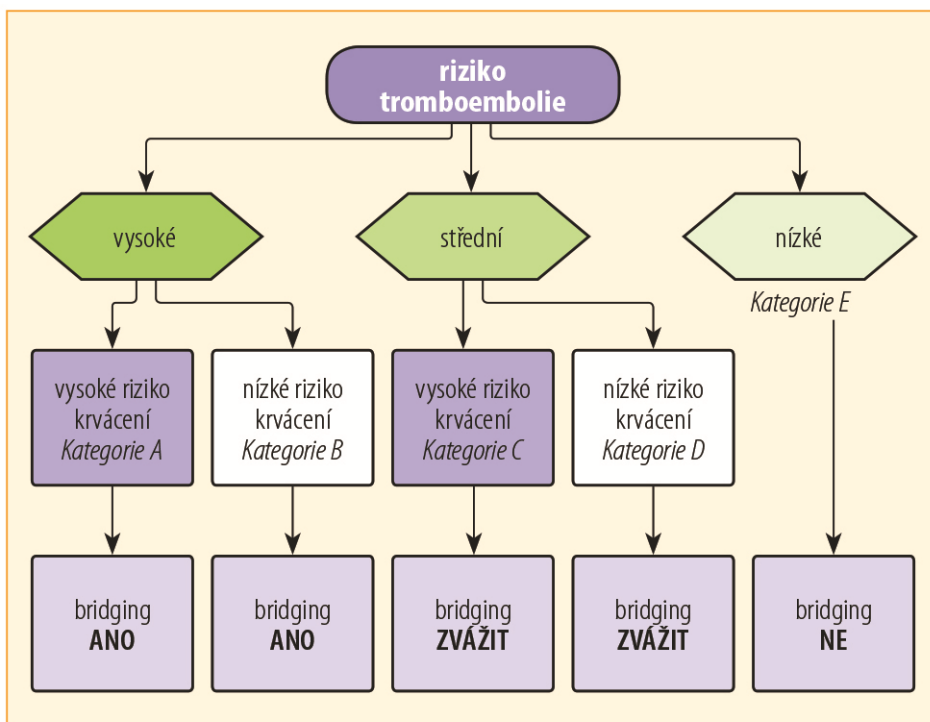 riziko
tromboembolie
vysoké
střední
nízké
Kategorie E
vysoké riziko
krvácení
Kategorie A
nízké riziko
krvácení
Kategorie B
vysoké riziko
krvácení
Kategorie C
nízké riziko
krvácení
Kategorie D
bridging
ANO
bridging
ANO
bridging
ZVÁŽIT
bridging
ZVÁŽIT
bridging
NE